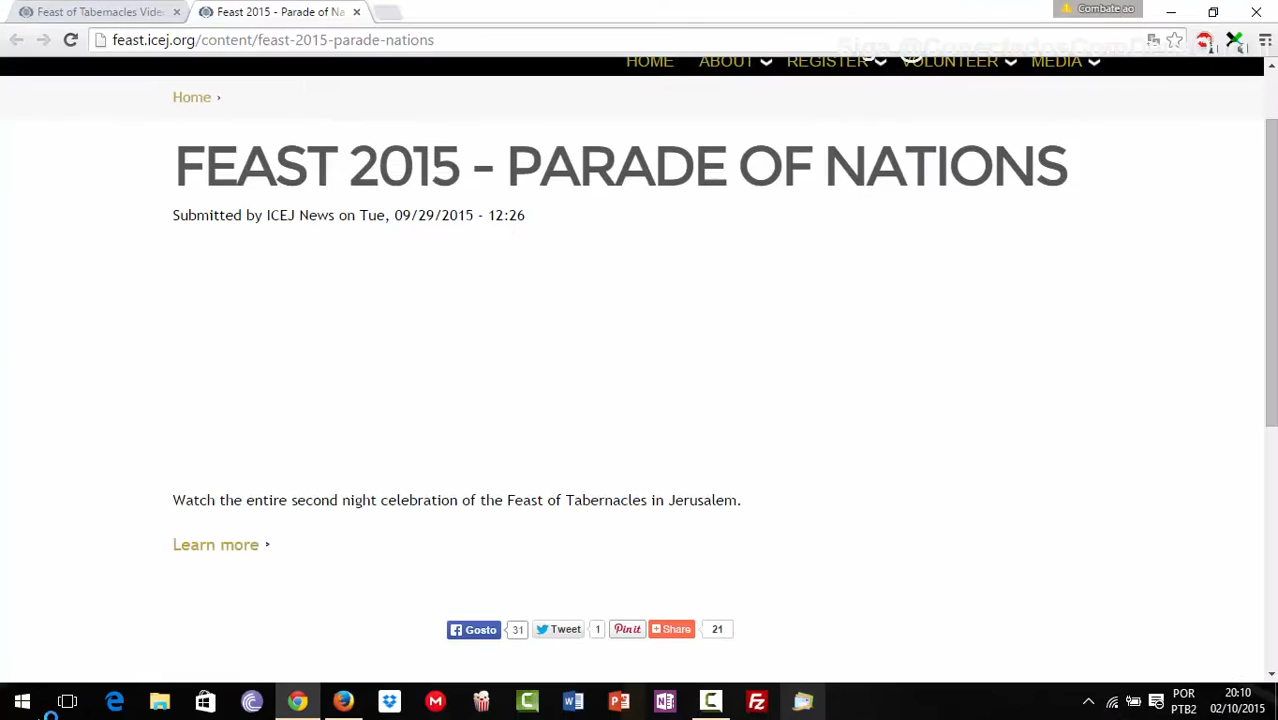 Feast of Tabernacles Vide
Feast 2015 - Parade of Na
Combate ao
feast.icej.org/content/feast-2015-parade-nations
HOME ABOUT REGISTER VOLUNTEER MEDIA
Home ›
FEAST 2015 - PARADE OF NATIONS
Submitted by ICEJ News on Tue, 09/29/2015 - 12:26
Watch the entire second night celebration of the Feast of Tabernacles in Jerusalem.
Learn more ›
Gosto 31 Tweet 1 Pin it Share 21
POR 20:10
PTB2 02/10/2015